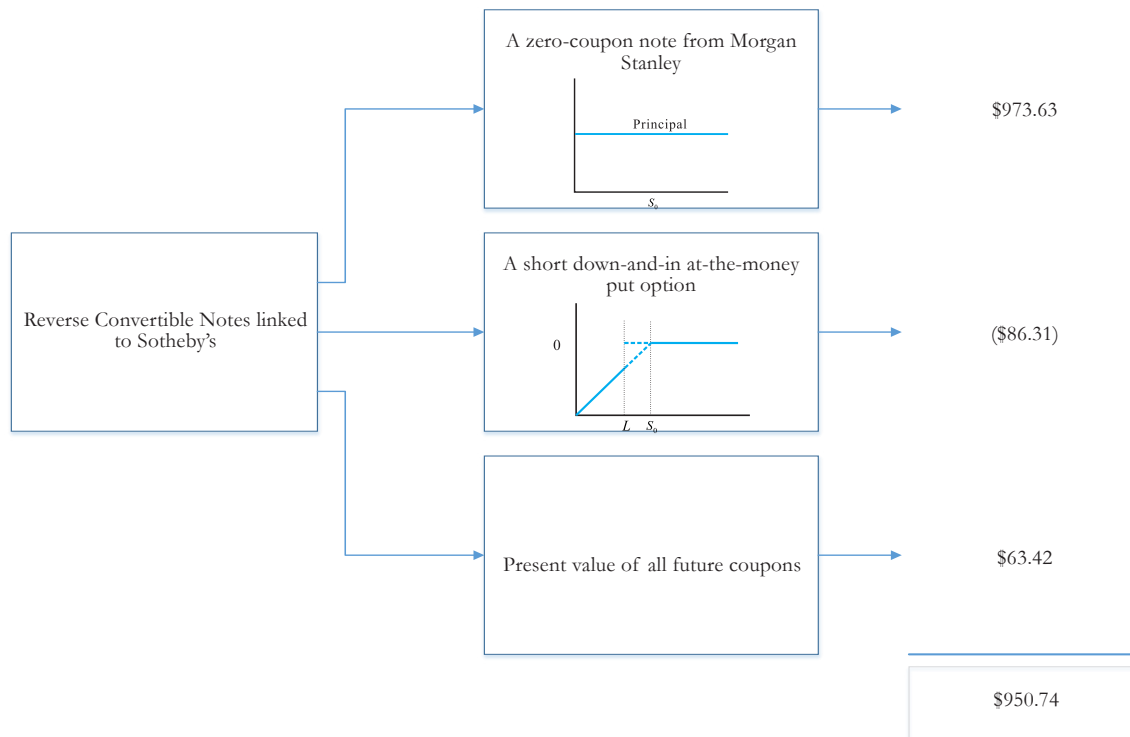 A zero-coupon note from Morgan
Stanley
Principal
S₀
$973.63
Reverse Convertible Notes linked
to Sotheby’s
A short down-and-in at-the-money
put option
0
L S₀
($86.31)
Present value of all future coupons
$63.42
$950.74